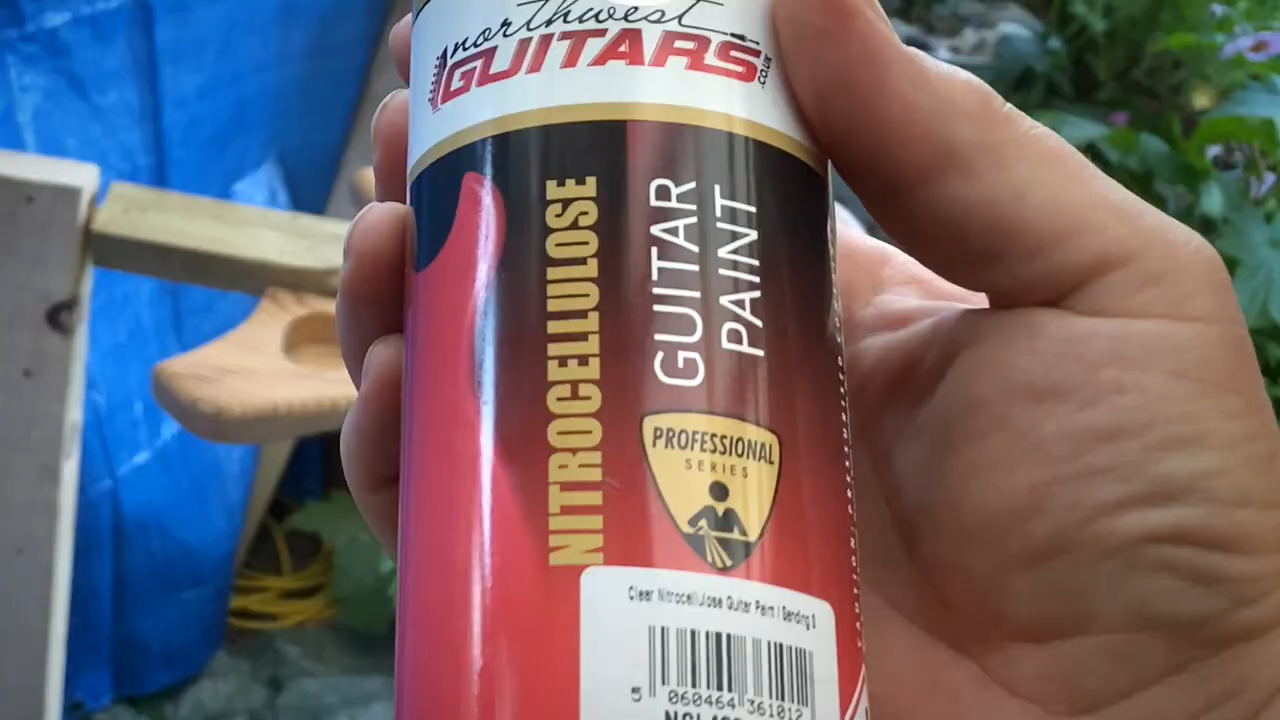 northwest
GUITARS
.CO.UK
NITROCELLULOSE
GUITAR
PAINT
PROFESSIONAL
SERIES
Clear Nitrocellulose Guitar Paint / Sanding S
5 060464 361012